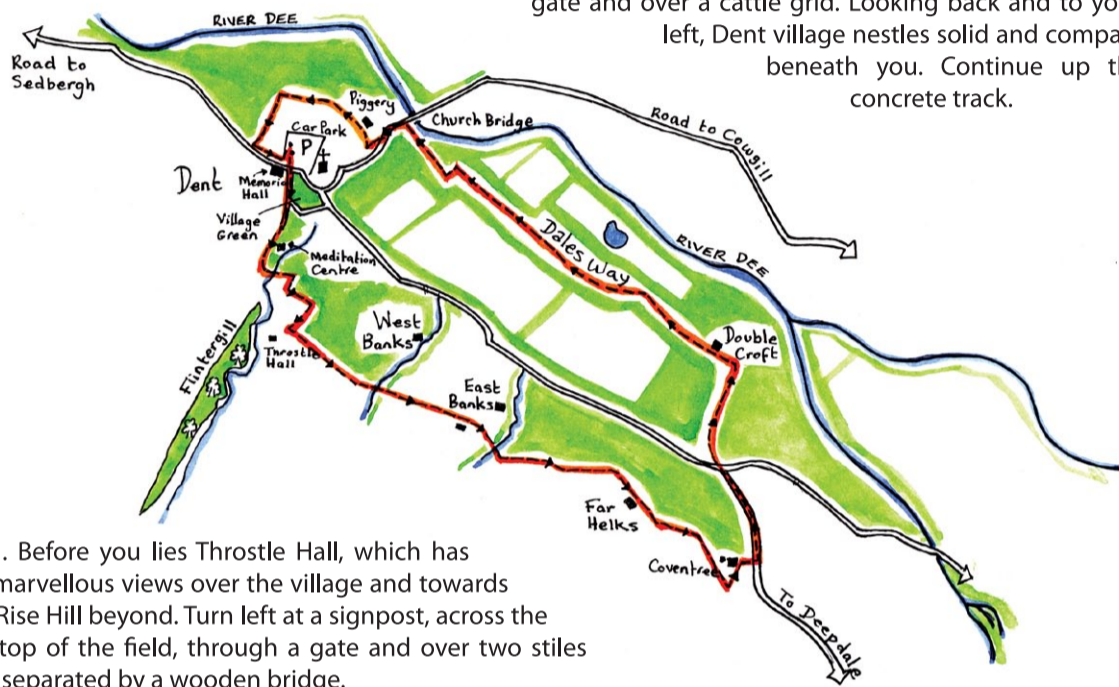 gate and over a cattle grid. Looking back and to yo
left, Dent village nestles solid and compa
beneath you. Continue up t
concrete track.
RIVER DEE
Road to
Sedbergh
Piggery
Church Bridge
Road to Cowgill
Car Park
P
Dent
Memorial
Hall
Village
Green
Meditation
Centre
Dales Way
RIVER DEE
West
Banks
Double
Croft
Flintergill
Throstle
Hall
East
Banks
Far
Helks
Coventree
To Deepdale
. Before you lies Throstle Hall, which has
marvellous views over the village and towards
Rise Hill beyond. Turn left at a signpost, across the
top of the field, through a gate and over two stiles
separated by a wooden bridge.